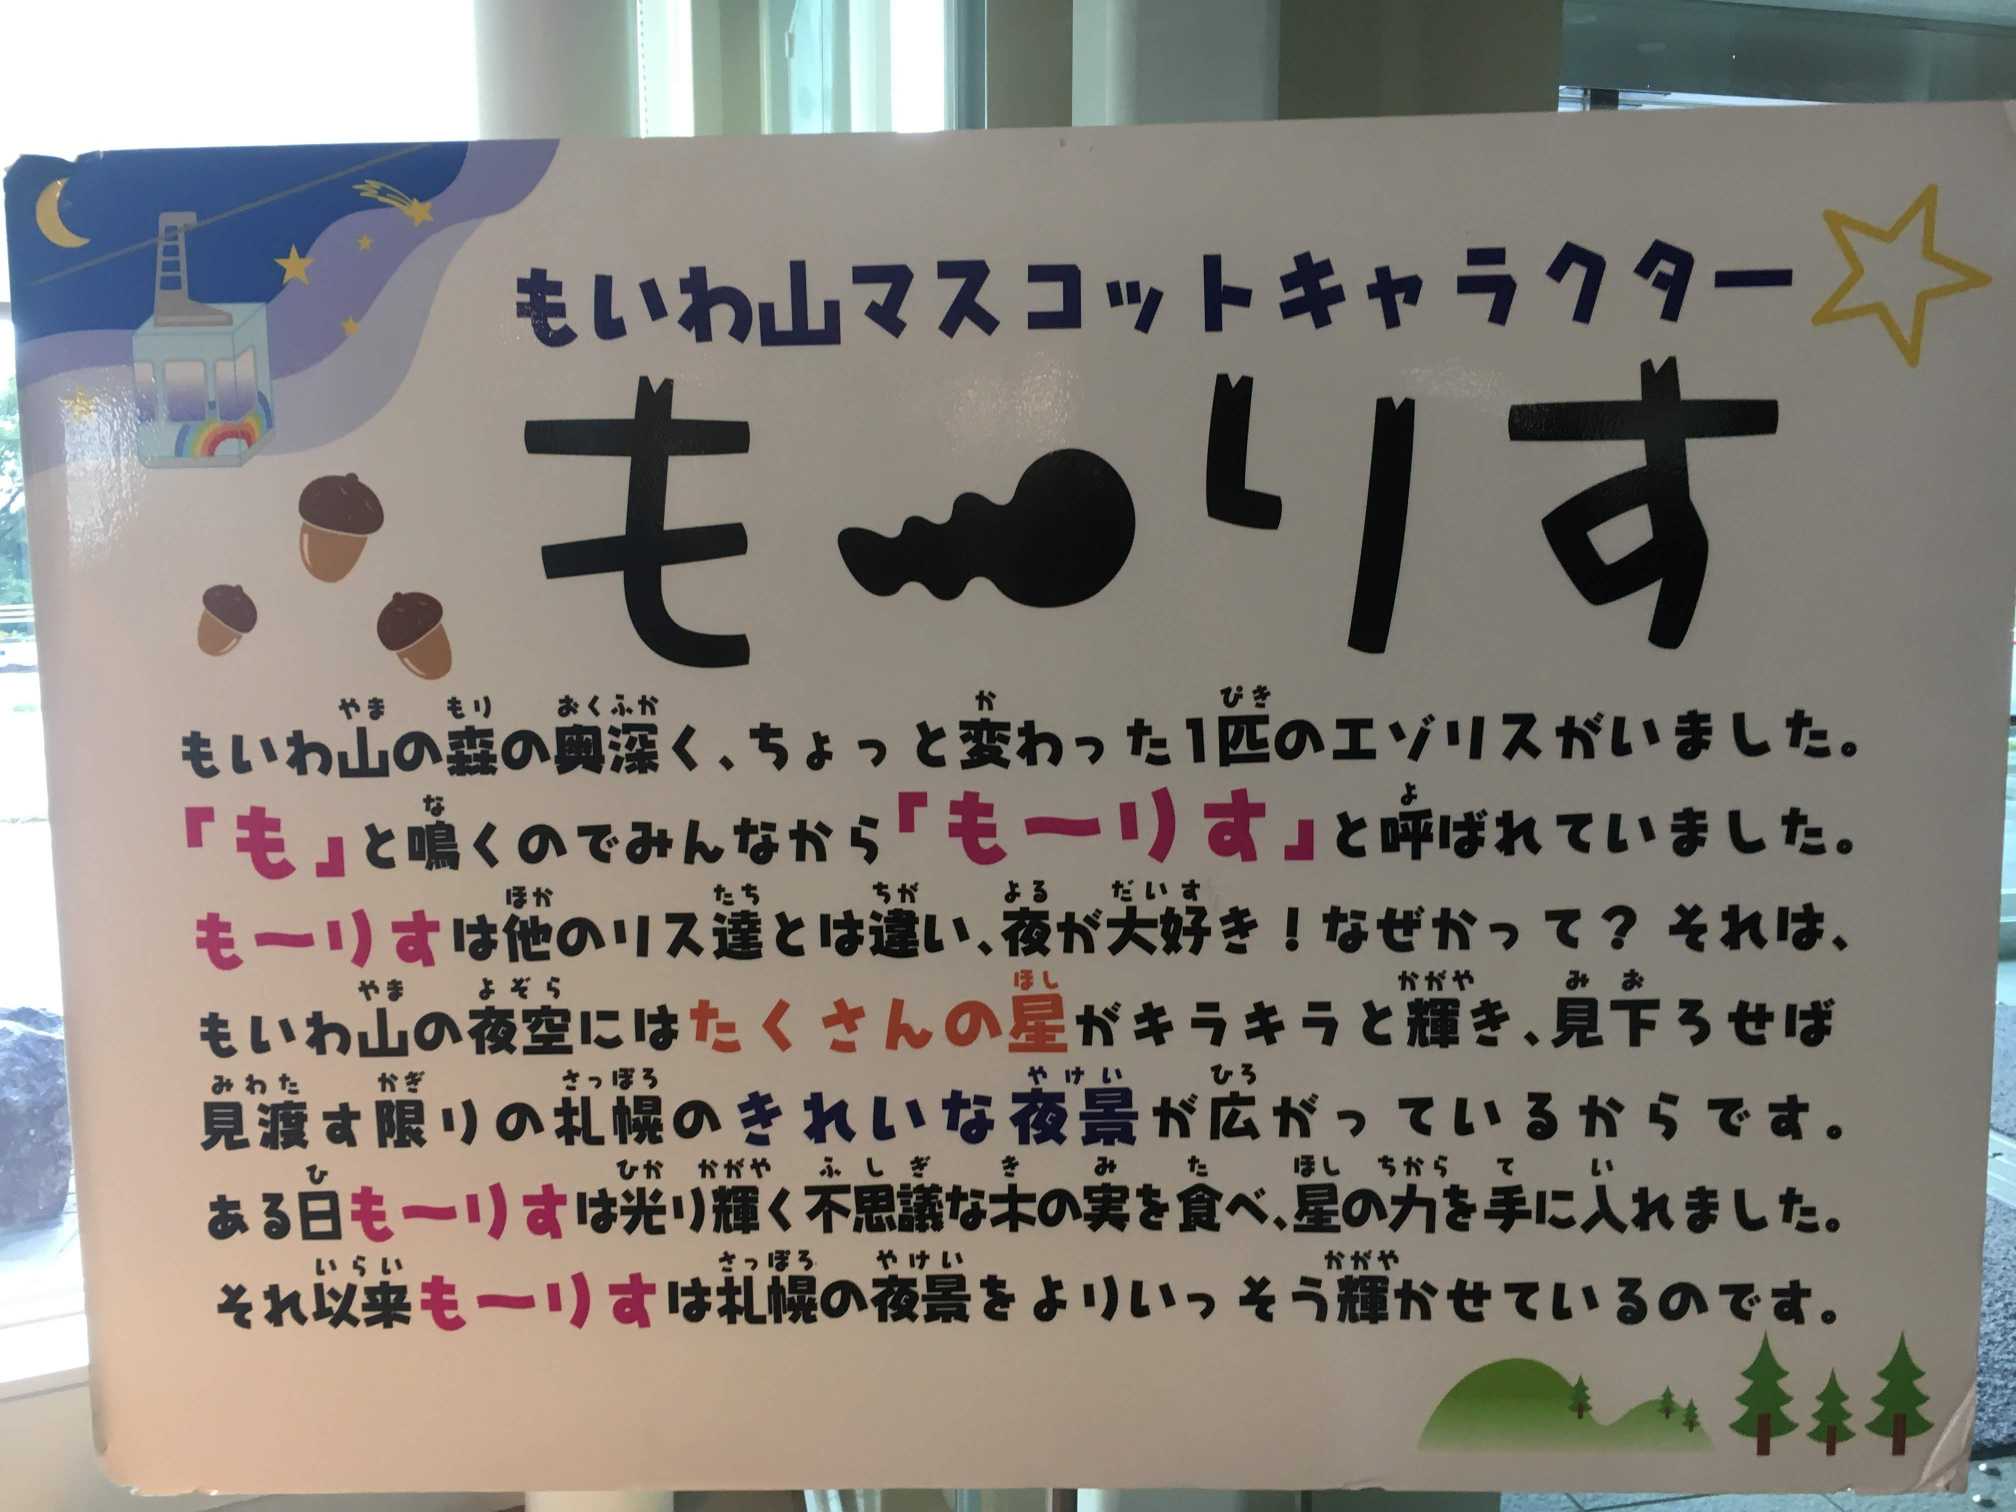 もいわ山マスコットキャラクター
も〜りす
もいわ山の森の奥深く、ちょっと変わった1匹のエゾリスがいました。
「も」と鳴くのでみんなから「も〜りす」と呼ばれていました。
も〜りすは他のリス達とは違い、夜が大好き！なぜかって？それは、
もいわ山の夜空にはたくさんの星がキラキラと輝き、見下ろせば
見渡す限りの札幌のきれいな夜景が広がっているからです。
ある日も〜りすは光り輝く不思議な木の実を食べ、星の力を手に入れました。
それ以来も〜りすは札幌の夜景をよりいっそう輝かせているのです。